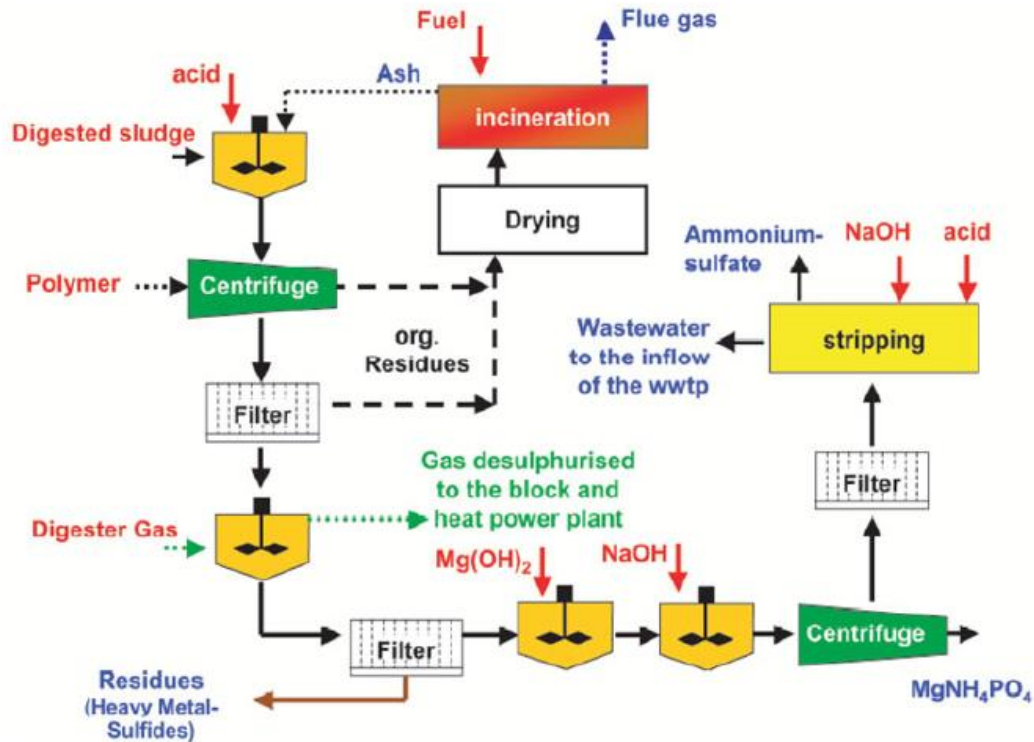 Fuel
Flue gas
Ash
acid
incineration
Digested sludge
Drying
Ammonium-
sulfate
NaOH
acid
Polymer
Centrifuge
org.
Residues
Wastewater
to the inflow
of the wwtp
stripping
Filter
Gas desulphurised
to the block and
heat power plant
Filter
Digester Gas
Mg(OH)₂
NaOH
Filter
Centrifuge
Residues
(Heavy Metal-
Sulfides)
MgNH₄PO₄